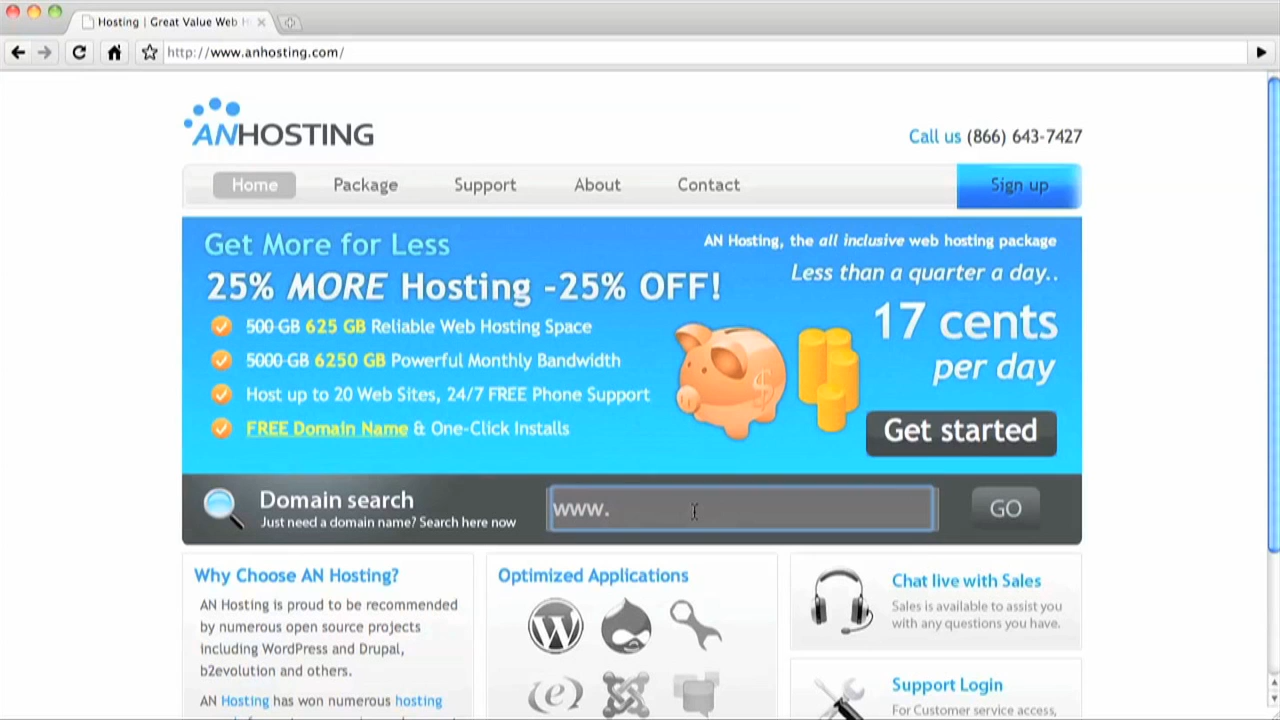 Hosting | Great Value Web H
http://www.anhosting.com/
ANHOSTING
Call us (866) 643-7427
Home Package Support About Contact Sign up
Get More for Less
25% MORE Hosting -25% OFF!
500 GB 625 GB Reliable Web Hosting Space
5000 GB 6250 GB Powerful Monthly Bandwidth
Host up to 20 Web Sites, 24/7 FREE Phone Support
FREE Domain Name & One-Click Installs
AN Hosting, the all inclusive web hosting package
Less than a quarter a day..
17 cents
per day
Get started
Domain search
Just need a domain name? Search here now
www.
GO
Why Choose AN Hosting?
AN Hosting is proud to be recommended
by numerous open source projects
including WordPress and Drupal,
b2evolution and others.
AN Hosting has won numerous hosting
Optimized Applications
Chat live with Sales
Sales is available to assist you
with any questions you have.
Support Login
For Customer service access,